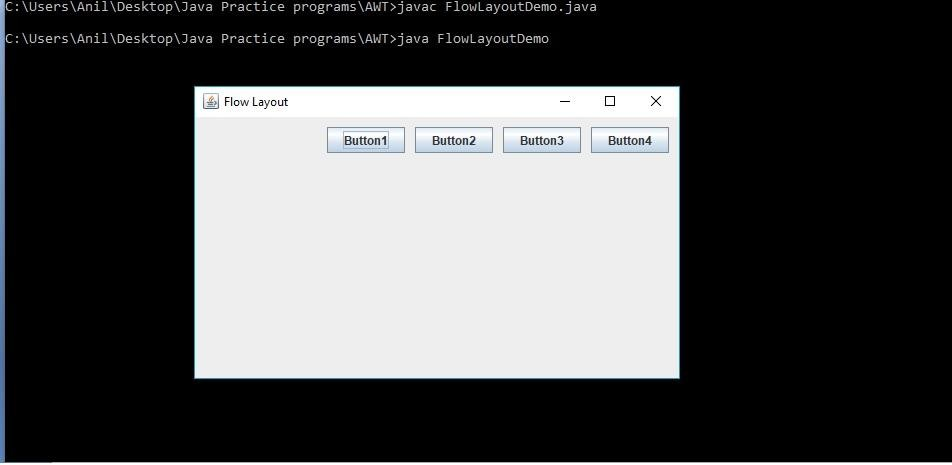 C:\Users\Anil\Desktop\Java Practice programs\AWT>javac FlowLayoutDemo.java
C:\Users\Anil\Desktop\Java Practice programs\AWT>java FlowLayoutDemo
Flow Layout
Button1 Button2 Button3 Button4